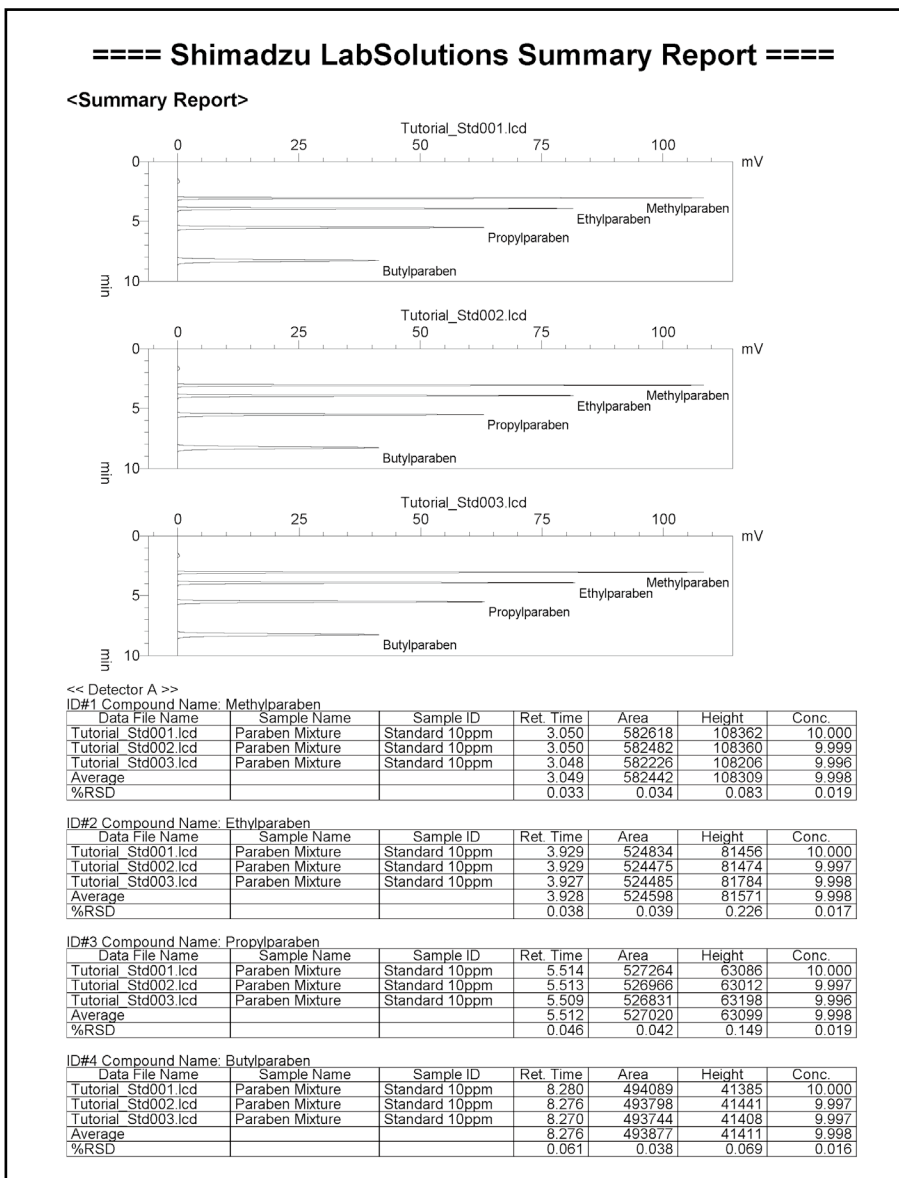 ==== Shimadzu LabSolutions Summary Report ====
<Summary Report>
Tutorial_Std001.lcd
0 25 50 75 100 mV
0
Methylparaben
Ethylparaben
5
Propylparaben
Butylparaben
min 10
Tutorial_Std002.lcd
0 25 50 75 100 mV
0
Methylparaben
Ethylparaben
5
Propylparaben
Butylparaben
min 10
Tutorial_Std003.lcd
0 25 50 75 100 mV
0
Methylparaben
Ethylparaben
5
Propylparaben
Butylparaben
min 10
<< Detector A >>
ID#1 Compound Name: Methylparaben
Data File Name Sample Name Sample ID Ret. Time Area Height Conc.
Tutorial_Std001.lcd Paraben Mixture Standard 10ppm 3.050 582618 108362 10.000
Tutorial_Std002.lcd Paraben Mixture Standard 10ppm 3.050 582482 108360 9.999
Tutorial_Std003.lcd Paraben Mixture Standard 10ppm 3.048 582226 108206 9.996
Average 3.049 582442 108309 9.998
%RSD 0.033 0.034 0.083 0.019
ID#2 Compound Name: Ethylparaben
Data File Name Sample Name Sample ID Ret. Time Area Height Conc.
Tutorial_Std001.lcd Paraben Mixture Standard 10ppm 3.929 524834 81456 10.000
Tutorial_Std002.lcd Paraben Mixture Standard 10ppm 3.929 524475 81474 9.997
Tutorial_Std003.lcd Paraben Mixture Standard 10ppm 3.927 524485 81784 9.998
Average 3.928 524598 81571 9.998
%RSD 0.038 0.039 0.226 0.017
ID#3 Compound Name: Propylparaben
Data File Name Sample Name Sample ID Ret. Time Area Height Conc.
Tutorial_Std001.lcd Paraben Mixture Standard 10ppm 5.514 527264 63086 10.000
Tutorial_Std002.lcd Paraben Mixture Standard 10ppm 5.513 526966 63012 9.997
Tutorial_Std003.lcd Paraben Mixture Standard 10ppm 5.509 526831 63198 9.996
Average 5.512 527020 63099 9.998
%RSD 0.046 0.042 0.149 0.019
ID#4 Compound Name: Butylparaben
Data File Name Sample Name Sample ID Ret. Time Area Height Conc.
Tutorial_Std001.lcd Paraben Mixture Standard 10ppm 8.280 494089 41385 10.000
Tutorial_Std002.lcd Paraben Mixture Standard 10ppm 8.276 493798 41441 9.997
Tutorial_Std003.lcd Paraben Mixture Standard 10ppm 8.270 493744 41408 9.997
Average 8.276 493877 41411 9.998
%RSD 0.061 0.038 0.069 0.016